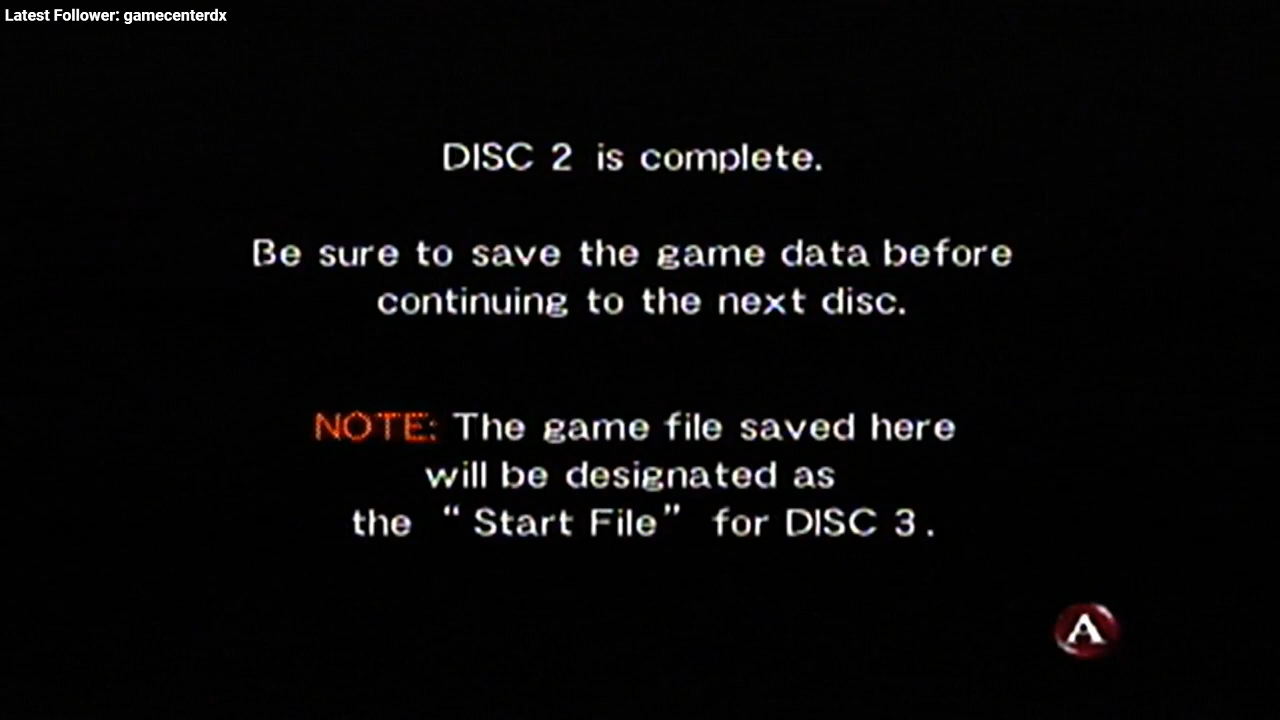 Latest Follower: gamecenterdx
DISC 2 is complete.
Be sure to save the game data before
continuing to the next disc.
NOTE: The game file saved here
will be designated as
the “Start File” for DISC 3.
A